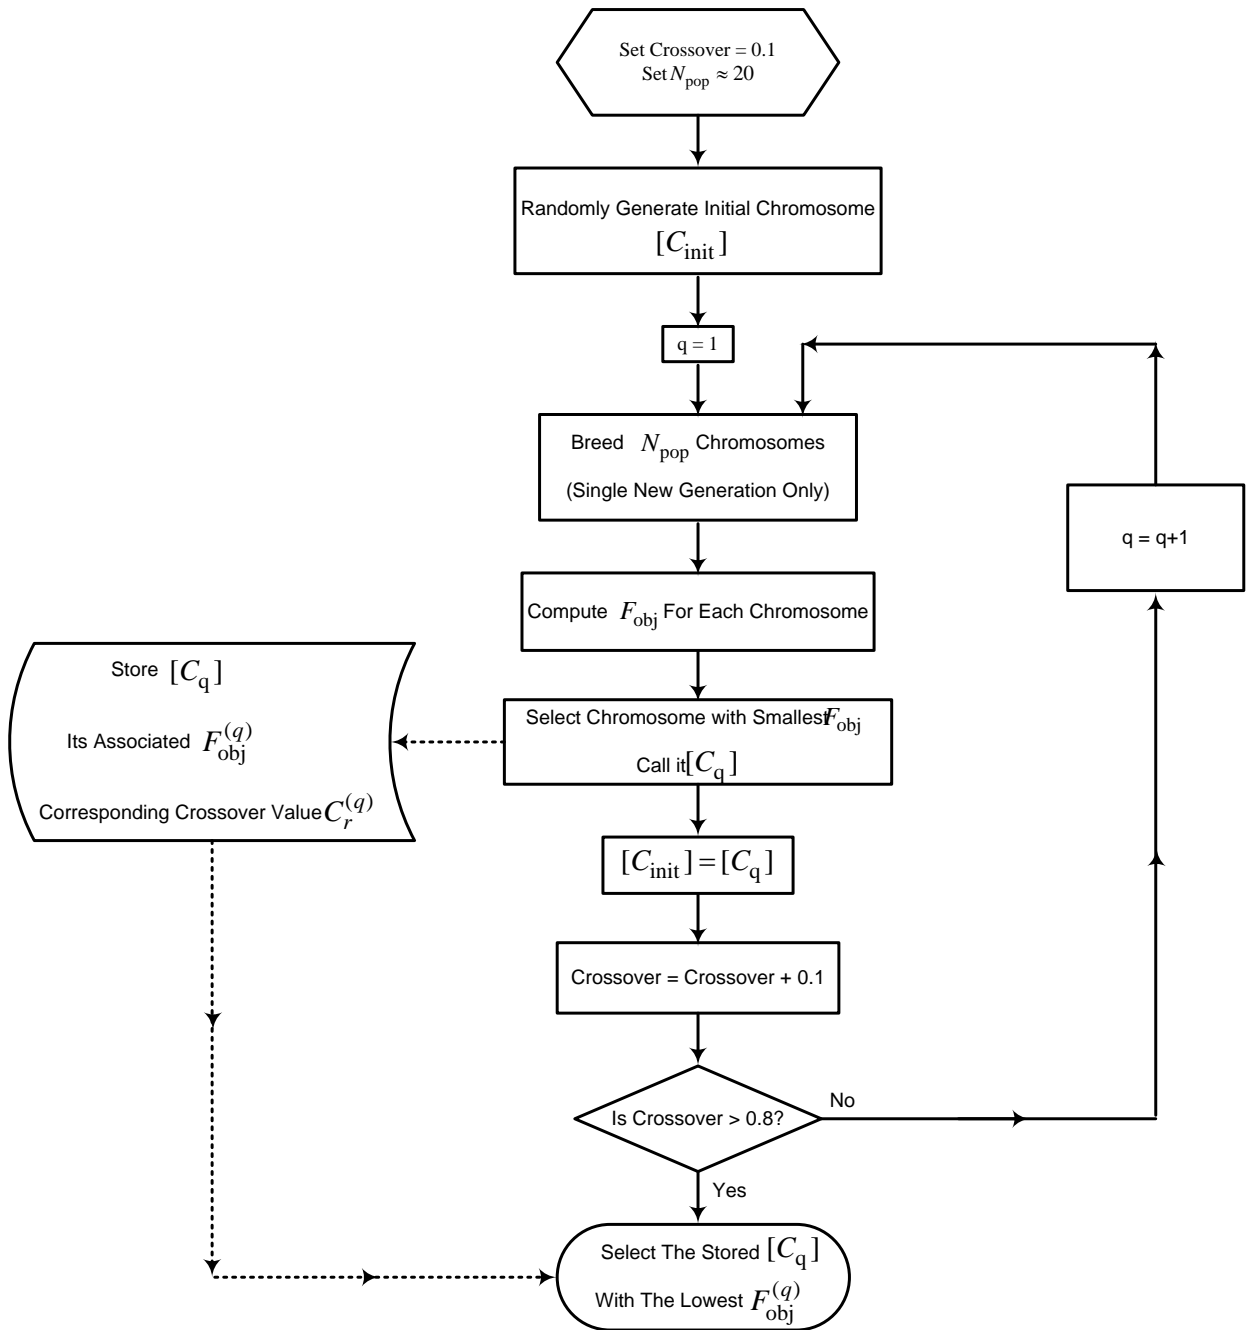 Set Crossover = 0.1
Set N_pop ≈ 20
Randomly Generate Initial Chromosome
[C_init]
q = 1
Breed N_pop Chromosomes
(Single New Generation Only)
q = q+1
Compute F_obj For Each Chromosome
Select Chromosome with Smallest F_obj
Call it [C_q]
Store [C_q]
Its Associated F_obj^(q)
Corresponding Crossover Value C_r^(q)
[C_init] = [C_q]
Crossover = Crossover + 0.1
Is Crossover > 0.8?
No
Yes
Select The Stored [C_q]
With The Lowest F_obj^(q)